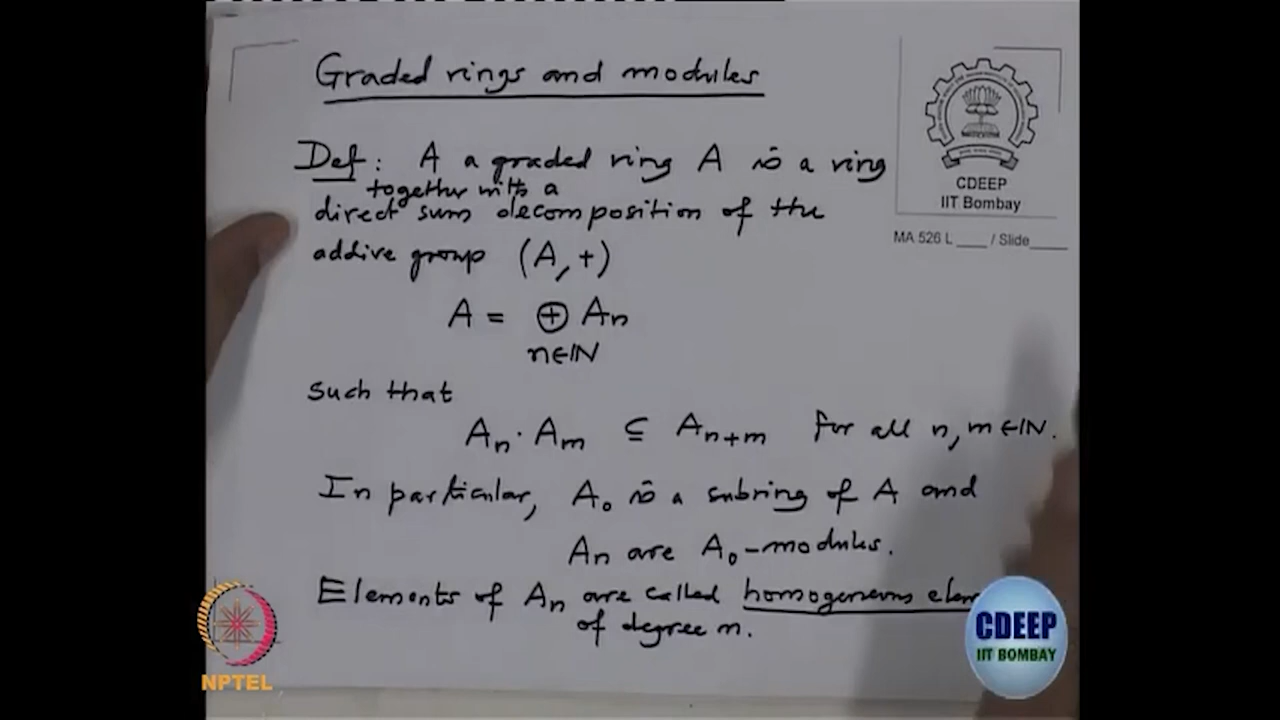 Graded rings and modules
CDEEP
IIT Bombay
MA 526 L ____ / Slide____
Def: A a graded ring A is a ring
together with a
direct sum decomposition of the
addive group (A, +)
A = ⊕ An
n∈ℕ
such that
An · Am ⊆ An+m for all n, m∈ℕ.
In particular, A0 is a subring of A and
An are A0-modules.
Elements of An are called homogeneous elem
of degree n.
NPTEL
CDEEP
IIT BOMBAY